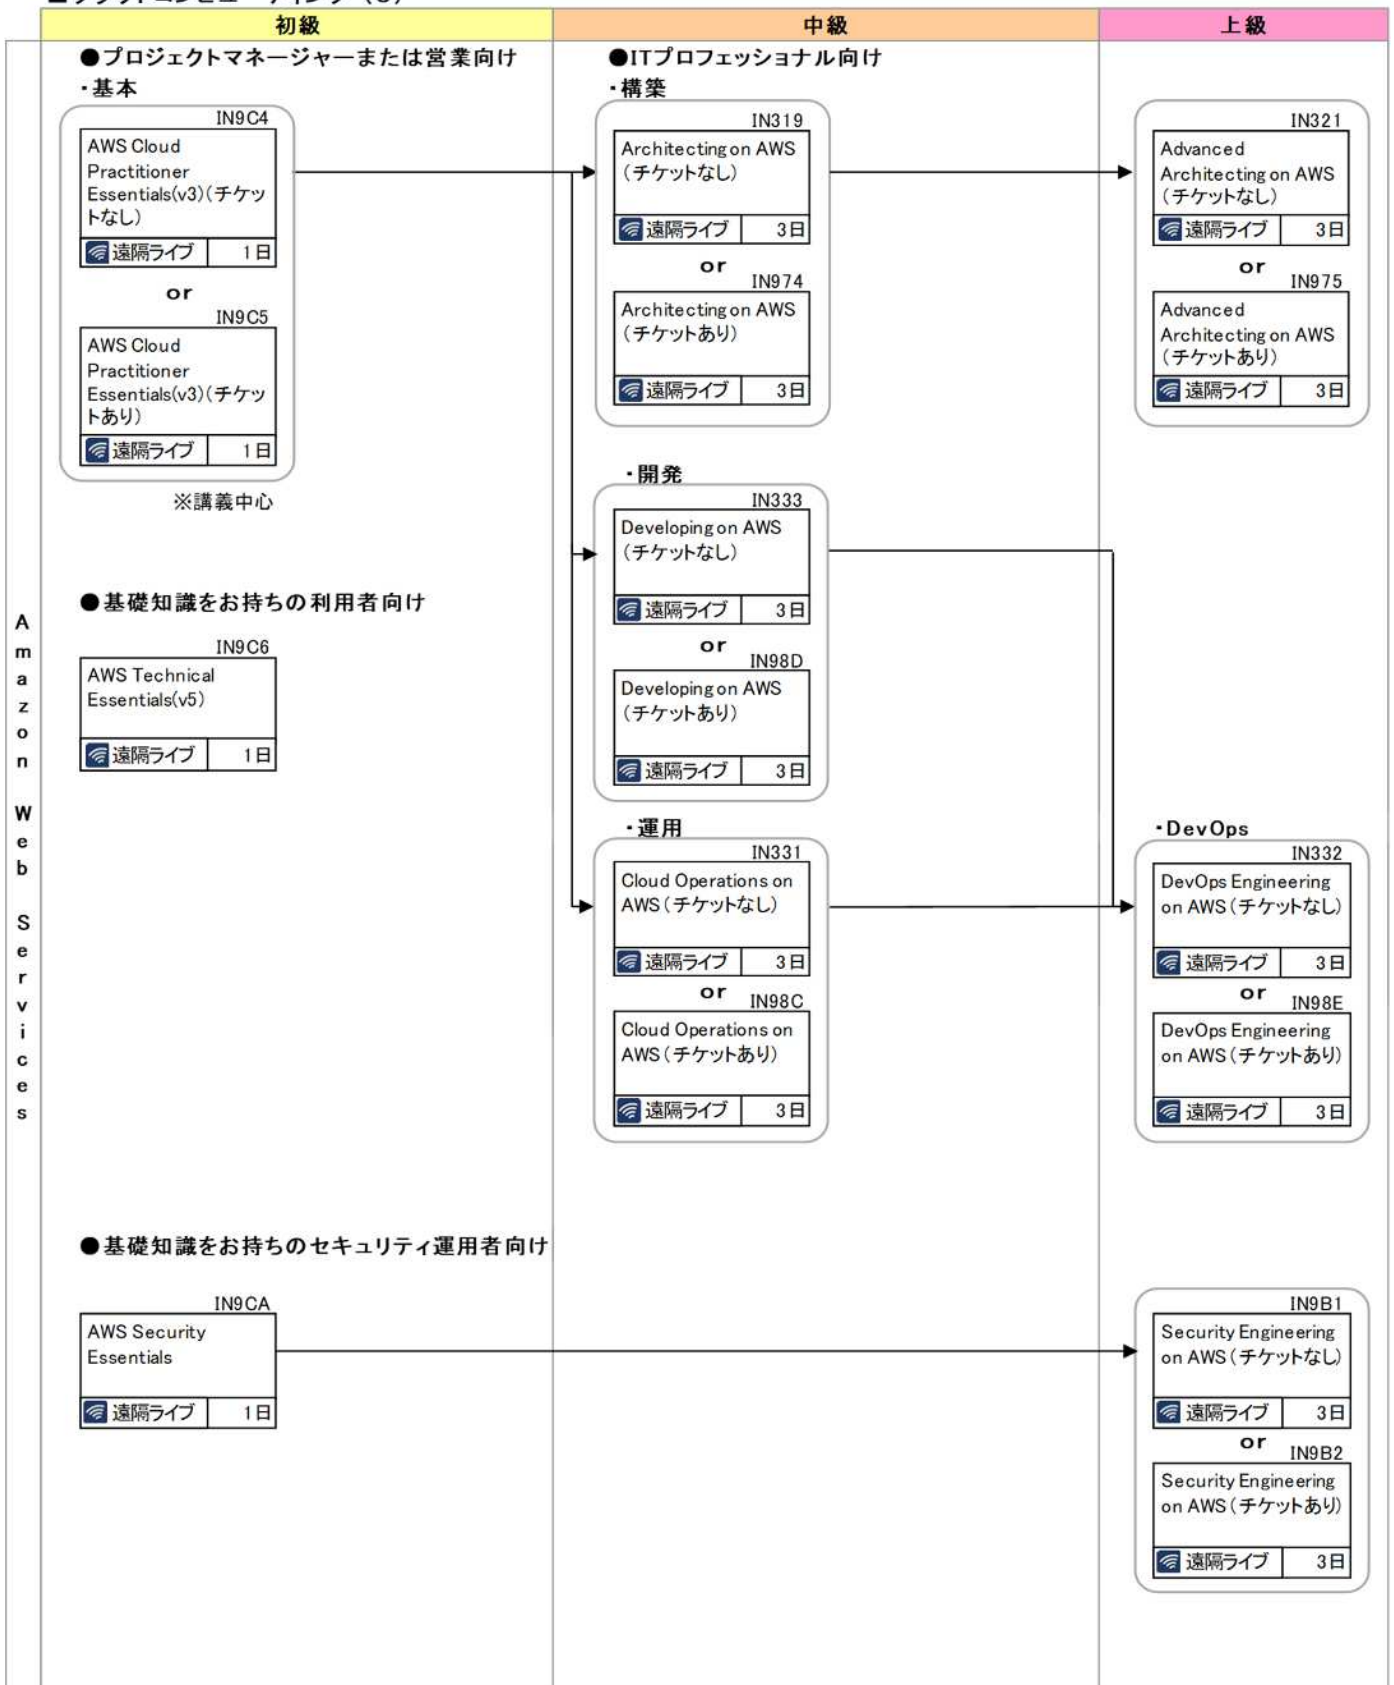 初級
中級
上級
Amazon Web Services
●プロジェクトマネージャーまたは営業向け
・基本
IN9C4
AWS Cloud
Practitioner
Essentials(v3)(チケッ
トなし)
遠隔ライブ
1日
or
IN9C5
AWS Cloud
Practitioner
Essentials(v3)(チケッ
トあり)
遠隔ライブ
1日
※講義中心
●基礎知識をお持ちの利用者向け
IN9C6
AWS Technical
Essentials(v5)
遠隔ライブ
1日
●基礎知識をお持ちのセキュリティ運用者向け
IN9CA
AWS Security
Essentials
遠隔ライブ
1日
●ITプロフェッショナル向け
・構築
IN319
Architecting on AWS
(チケットなし)
遠隔ライブ
3日
or
IN974
Architecting on AWS
(チケットあり)
遠隔ライブ
3日
・開発
IN333
Developing on AWS
(チケットなし)
遠隔ライブ
3日
or
IN98D
Developing on AWS
(チケットあり)
遠隔ライブ
3日
・運用
IN331
Cloud Operations on
AWS(チケットなし)
遠隔ライブ
3日
or
IN98C
Cloud Operations on
AWS(チケットあり)
遠隔ライブ
3日
IN321
Advanced
Architecting on AWS
(チケットなし)
遠隔ライブ
3日
or
IN975
Advanced
Architecting on AWS
(チケットあり)
遠隔ライブ
3日
・DevOps
IN332
DevOps Engineering
on AWS(チケットなし)
遠隔ライブ
3日
or
IN98E
DevOps Engineering
on AWS(チケットあり)
遠隔ライブ
3日
IN9B1
Security Engineering
on AWS(チケットなし)
遠隔ライブ
3日
or
IN9B2
Security Engineering
on AWS(チケットあり)
遠隔ライブ
3日